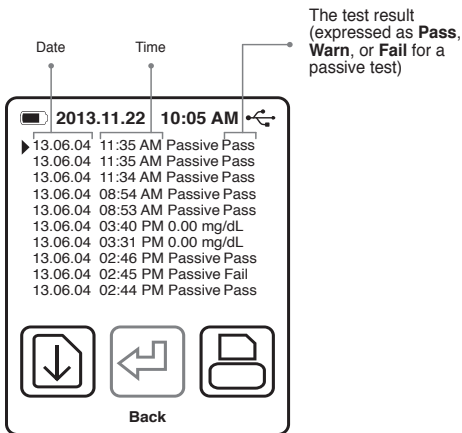 The test result
(expressed as Pass,
Warn, or Fail for a
passive test)
Date Time
2013.11.22 10:05 AM
13.06.04 11:35 AM Passive Pass
13.06.04 11:35 AM Passive Pass
13.06.04 11:34 AM Passive Pass
13.06.04 08:54 AM Passive Pass
13.06.04 08:53 AM Passive Pass
13.06.04 03:40 PM 0.00 mg/dL
13.06.04 03:31 PM 0.00 mg/dL
13.06.04 02:46 PM Passive Pass
13.06.04 02:45 PM Passive Fail
13.06.04 02:44 PM Passive Pass
Back